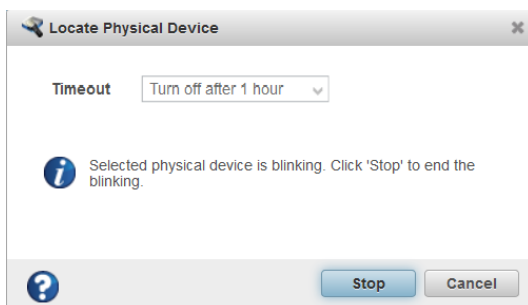 Locate Physical Device
Timeout Turn off after 1 hour
Selected physical device is blinking. Click 'Stop' to end the
blinking.
Stop Cancel